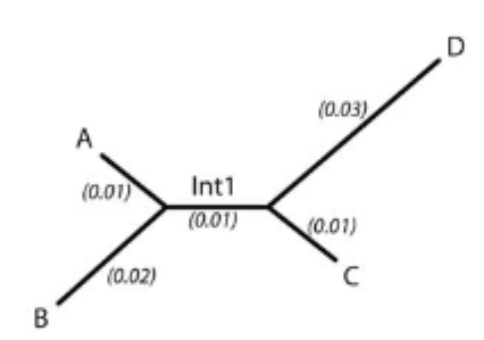 D
(0.03)
A
Int1
(0.01)
(0.01)
(0.01)
(0.02)
C
B